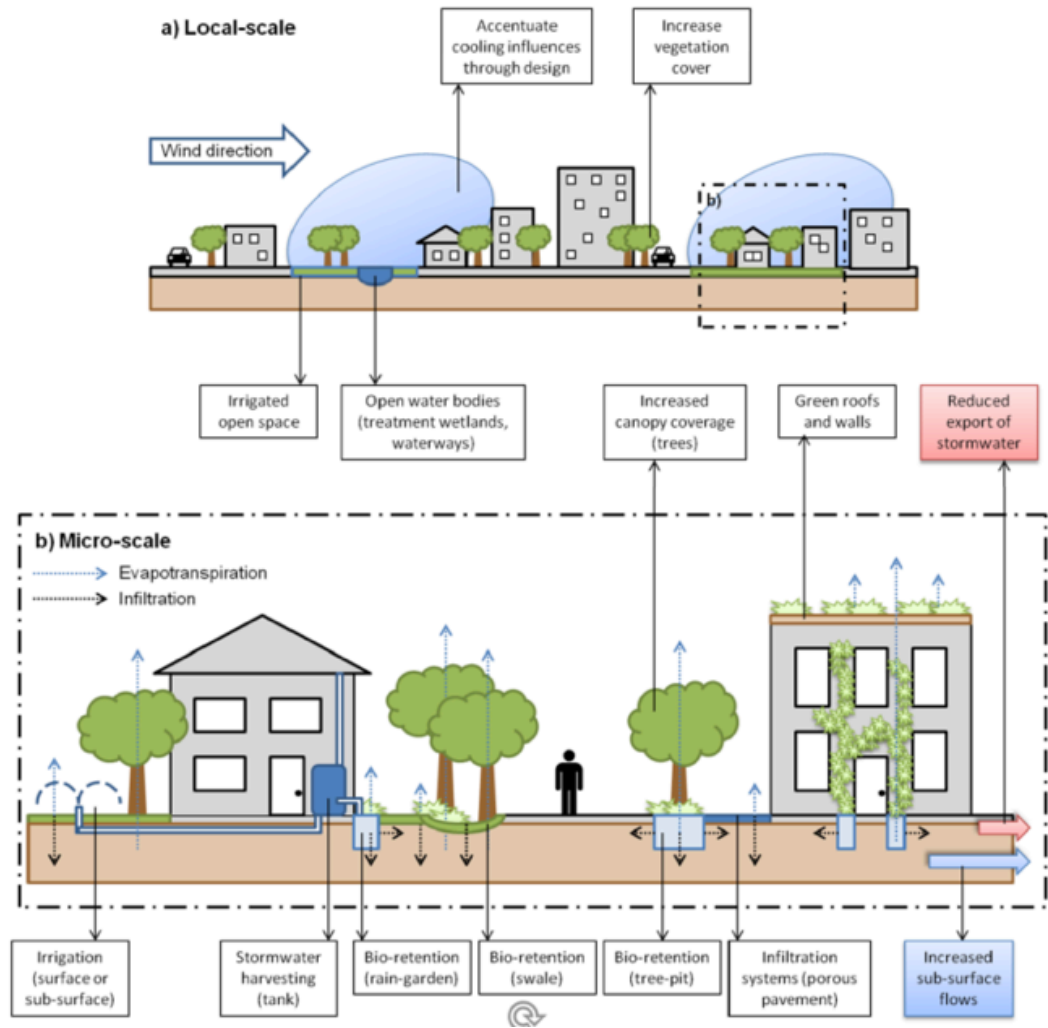 a) Local-scale
Accentuate
cooling influences
through design
Increase
vegetation
cover
Wind direction
b)
Irrigated
open space
Open water bodies
(treatment wetlands,
waterways)
Increased
canopy coverage
(trees)
Green roofs
and walls
Reduced
export of
stormwater
b) Micro-scale
Evapotranspiration
Infiltration
Irrigation
(surface or
sub-surface)
Stormwater
harvesting
(tank)
Bio-retention
(rain-garden)
Bio-retention
(swale)
Bio-retention
(tree-pit)
Infiltration
systems (porous
pavement)
Increased
sub-surface
flows